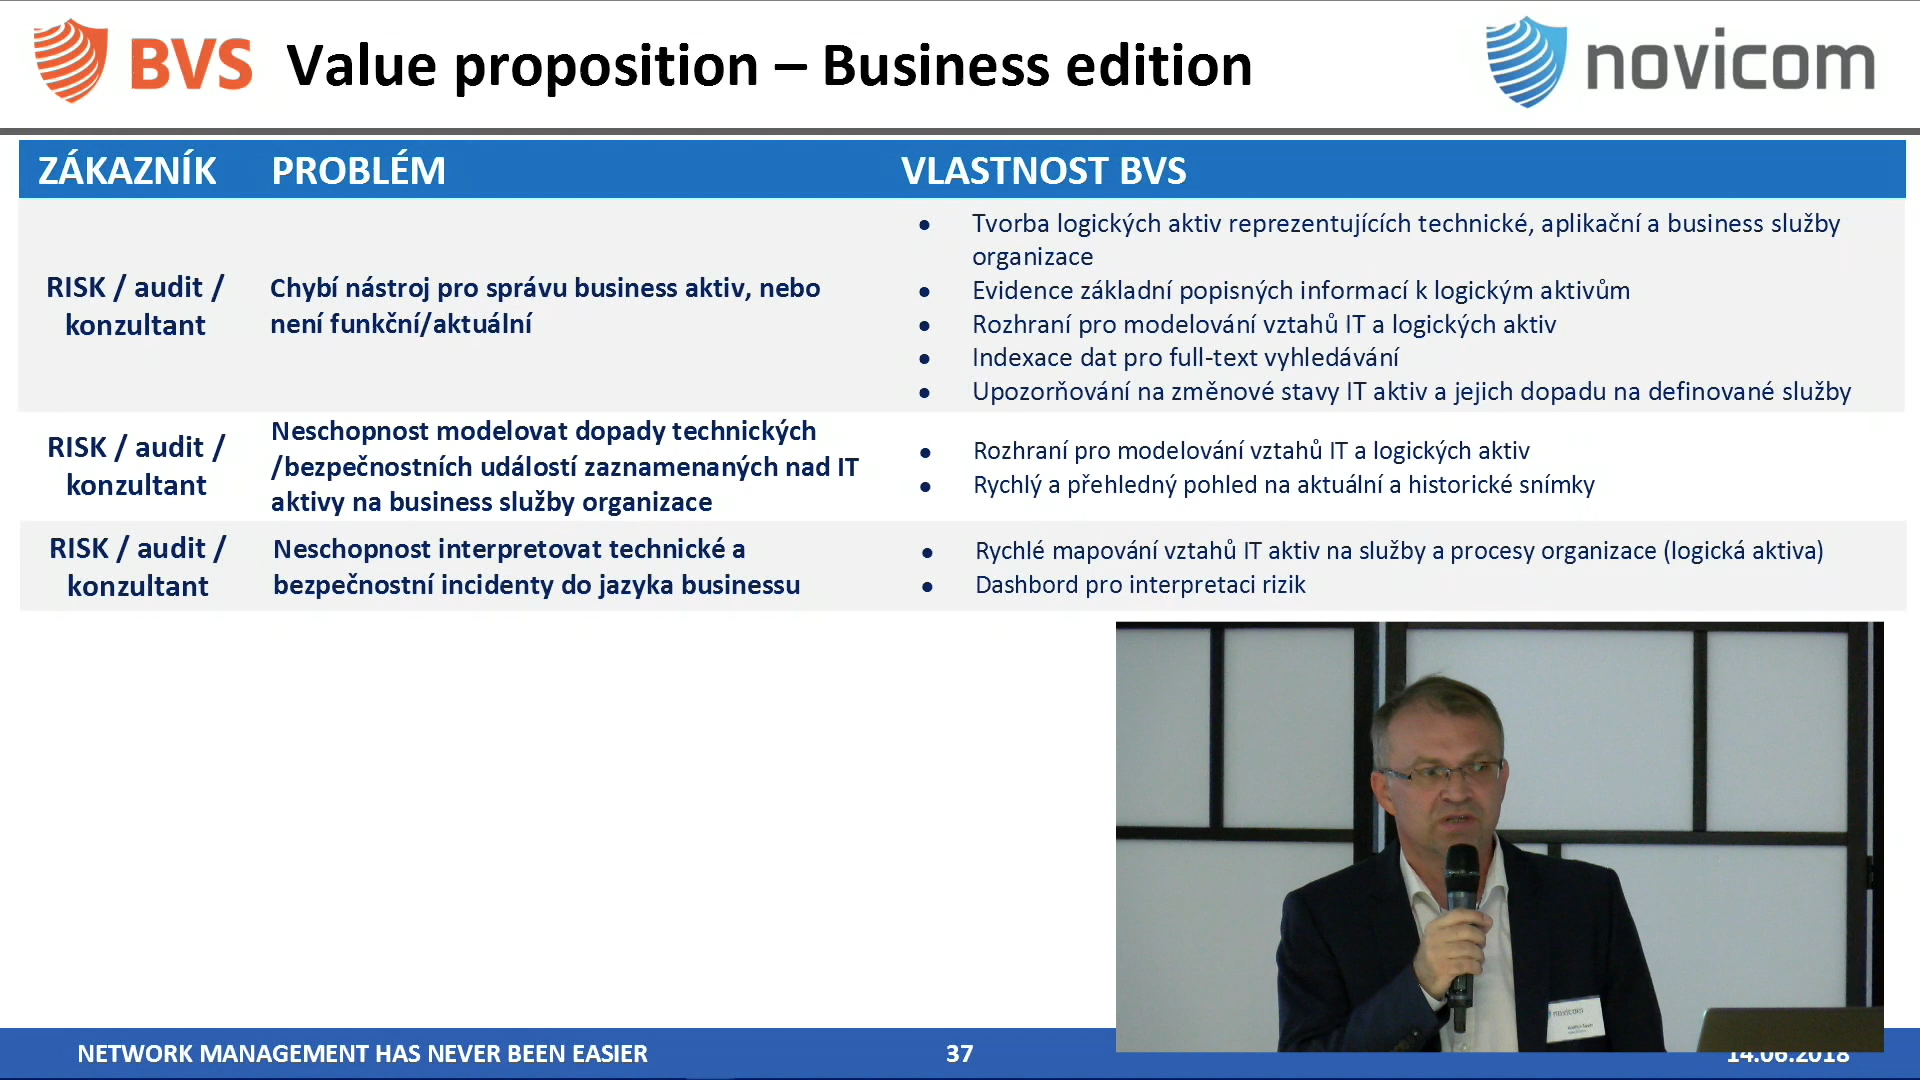 BVS Value proposition – Business edition novicom
ZÁKAZNÍK PROBLÉM VLASTNOST BVS
RISK / audit /
konzultant
Chybí nástroj pro správu business aktiv, nebo
není funkční/aktuální
• Tvorba logických aktiv reprezentujících technické, aplikační a business služby
organizace
• Evidence základní popisných informací k logickým aktivům
• Rozhraní pro modelování vztahů IT a logických aktiv
• Indexace dat pro full-text vyhledávání
• Upozorňování na změnové stavy IT aktiv a jejich dopadu na definované služby
RISK / audit /
konzultant
Neschopnost modelovat dopady technických
/bezpečnostních událostí zaznamenaných nad IT
aktivy na business služby organizace
• Rozhraní pro modelování vztahů IT a logických aktiv
• Rychlý a přehledný pohled na aktuální a historické snímky
RISK / audit /
konzultant
Neschopnost interpretovat technické a
bezpečnostní incidenty do jazyka businessu
• Rychlé mapování vztahů IT aktiv na služby a procesy organizace (logická aktiva)
• Dashbord pro interpretaci rizik
novicom
NETWORK MANAGEMENT HAS NEVER BEEN EASIER 37 14.06.2018